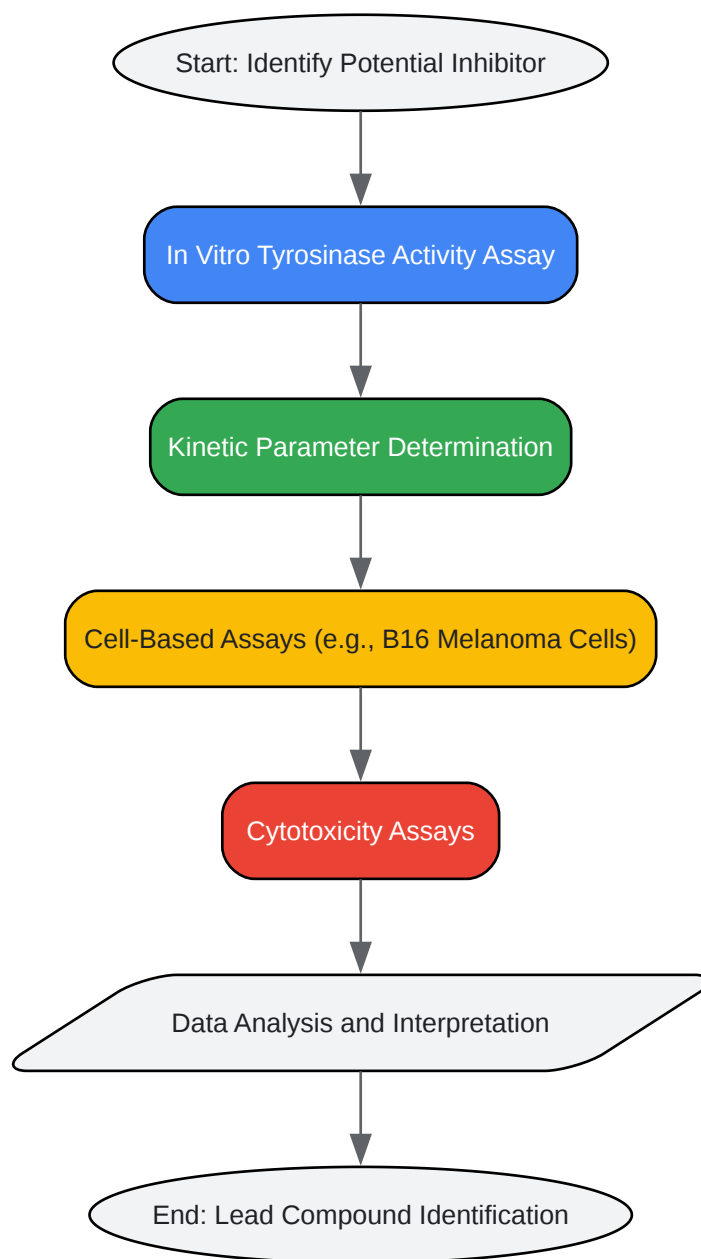 Start: Identify Potential Inhibitor
In Vitro Tyrosinase Activity Assay
Kinetic Parameter Determination
Cell-Based Assays (e.g., B16 Melanoma Cells)
Cytotoxicity Assays
Data Analysis and Interpretation
End: Lead Compound Identification